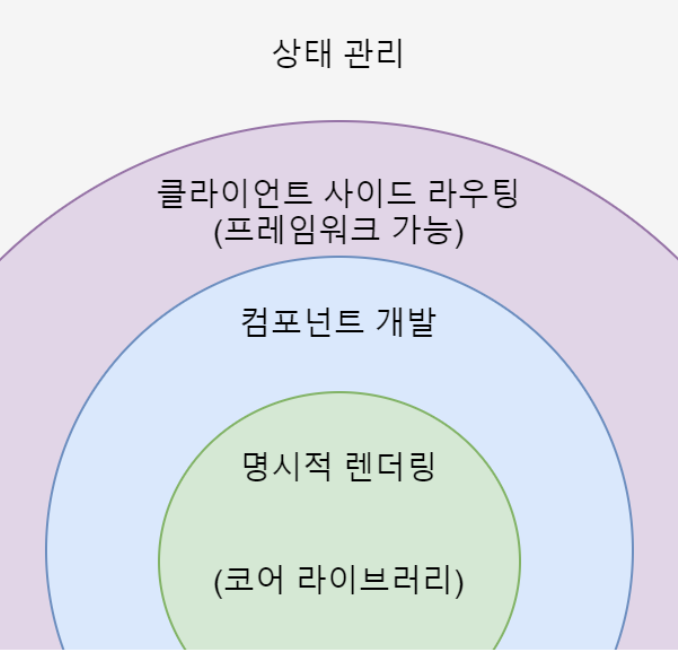 상태 관리
클라이언트 사이드 라우팅
(프레임워크 가능)
컴포넌트 개발
명시적 렌더링
(코어 라이브러리)